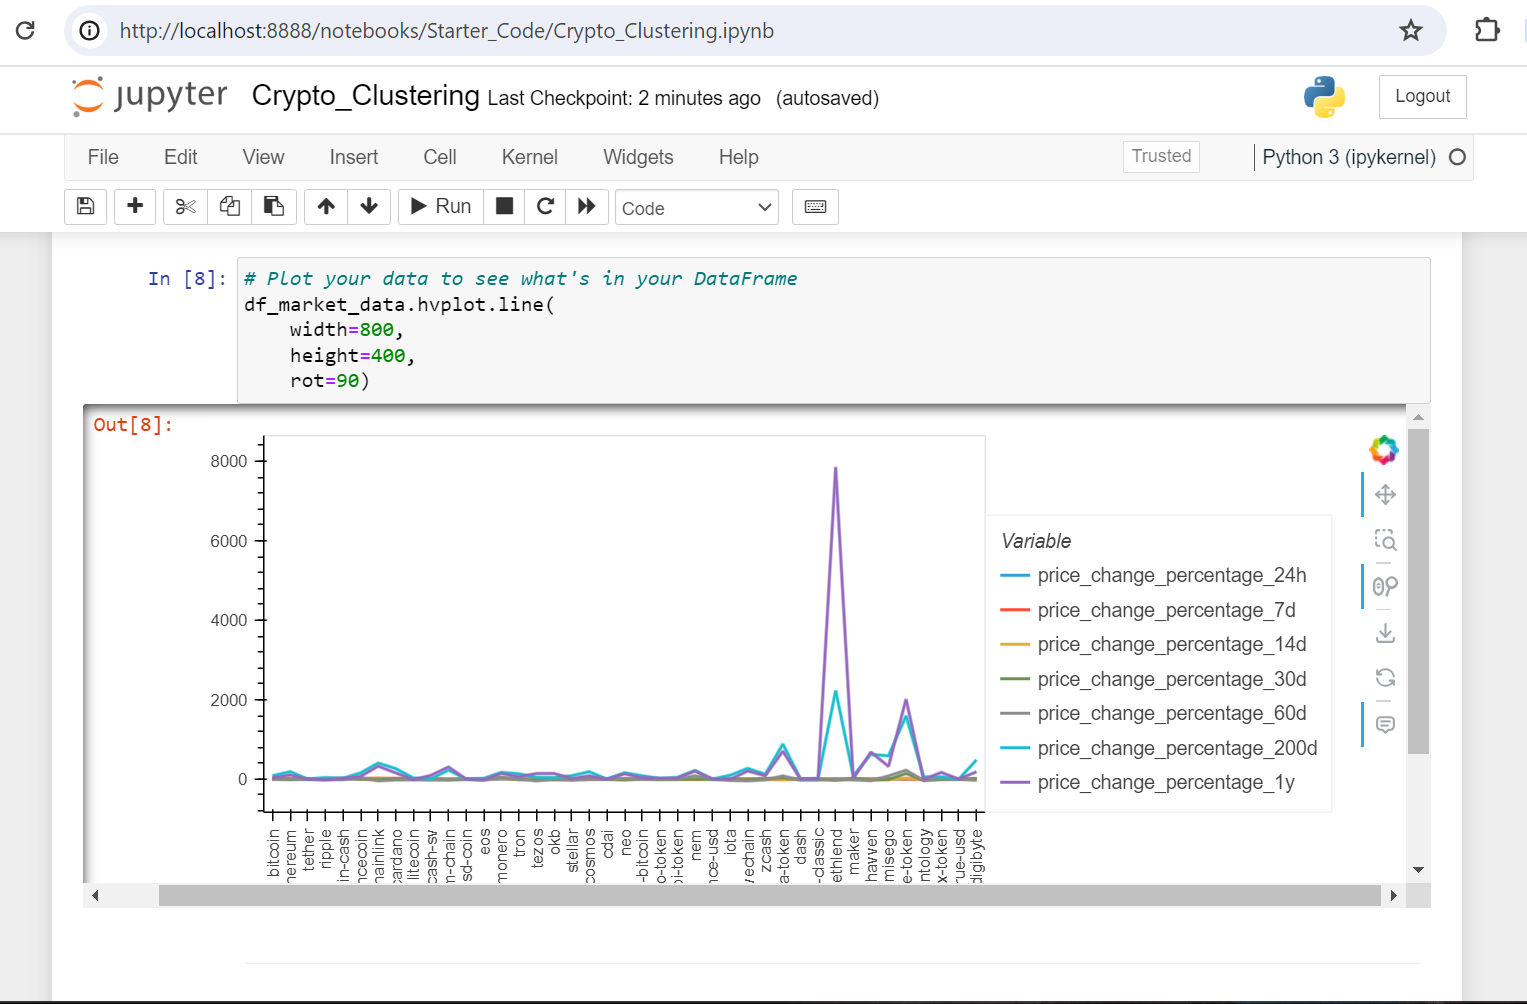 http://localhost:8888/notebooks/Starter_Code/Crypto_Clustering.ipynb
jupyter Crypto_Clustering Last Checkpoint: 2 minutes ago (autosaved)
Logout
File Edit View Insert Cell Kernel Widgets Help
Trusted
Python 3 (ipykernel)
Run
Code
In [8]:
# Plot your data to see what's in your DataFrame
df_market_data.hvplot.line(
    width=800,
    height=400,
    rot=90)
Out[8]:
8000
6000
4000
2000
0
bitcoin
hereum
tether
ripple
in-cash
ncecoin
nainlink
cardano
litecoin
cash-sv
m-chain
sd-coin
eos
monero
tron
tezos
okb
stellar
cosmos
cdai
neo
-bitcoin
o-token
oi-token
nem
nce-usd
iota
vechain
zcash
a-token
dash
-classic
ethlend
maker
havven
misego
e-token
ntology
x-token
rue-usd
digibyte
Variable
price_change_percentage_24h
price_change_percentage_7d
price_change_percentage_14d
price_change_percentage_30d
price_change_percentage_60d
price_change_percentage_200d
price_change_percentage_1y